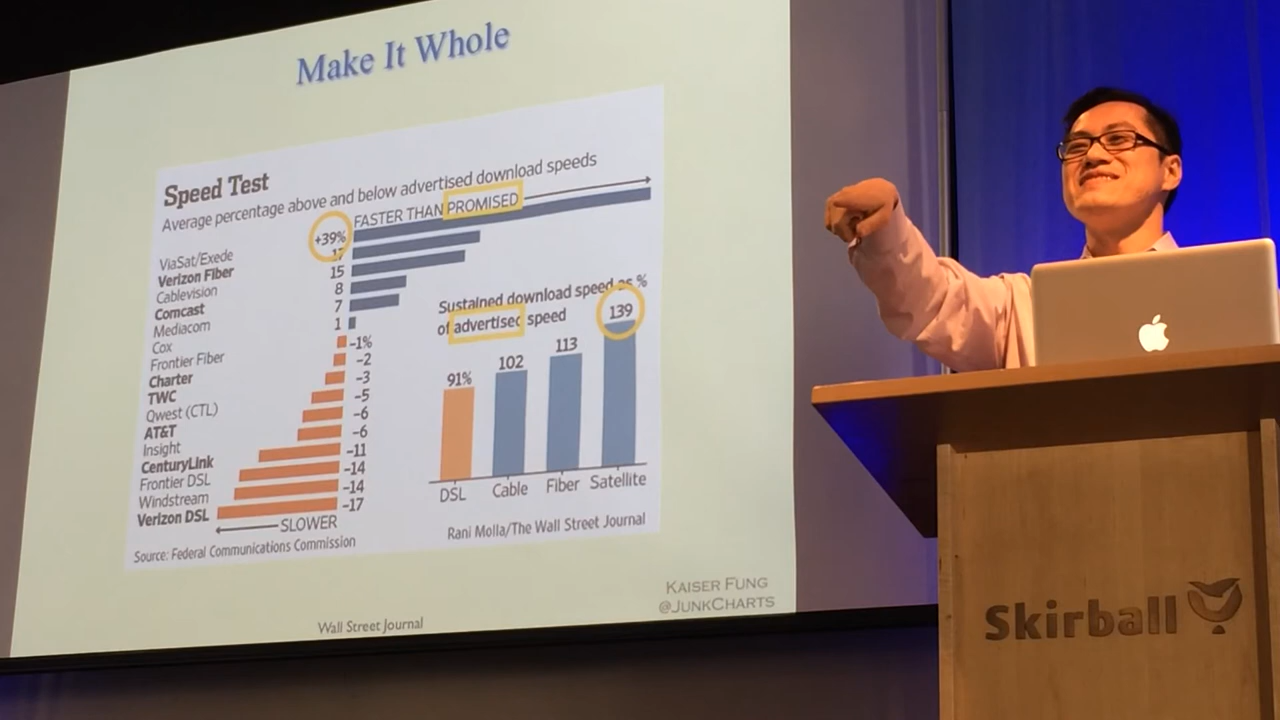 Make It Whole
Speed Test
Average percentage above and below advertised download speeds
FASTER THAN PROMISED
ViaSat/Exede +39%
Verizon Fiber 17
Cablevision 15
Comcast 8
Mediacom 7
Cox 1
Frontier Fiber -1%
Charter -2
TWC -3
Qwest (CTL) -5
AT&T -6
Insight -6
CenturyLink -11
Frontier DSL -14
Windstream -14
Verizon DSL -17
SLOWER
Source: Federal Communications Commission
Sustained download speed as %
of advertised speed
91% 102 113 139
DSL Cable Fiber Satellite
Rani Molla/The Wall Street Journal
KAISER FUNG
@JUNKCHARTS
Wall Street Journal
Skirball